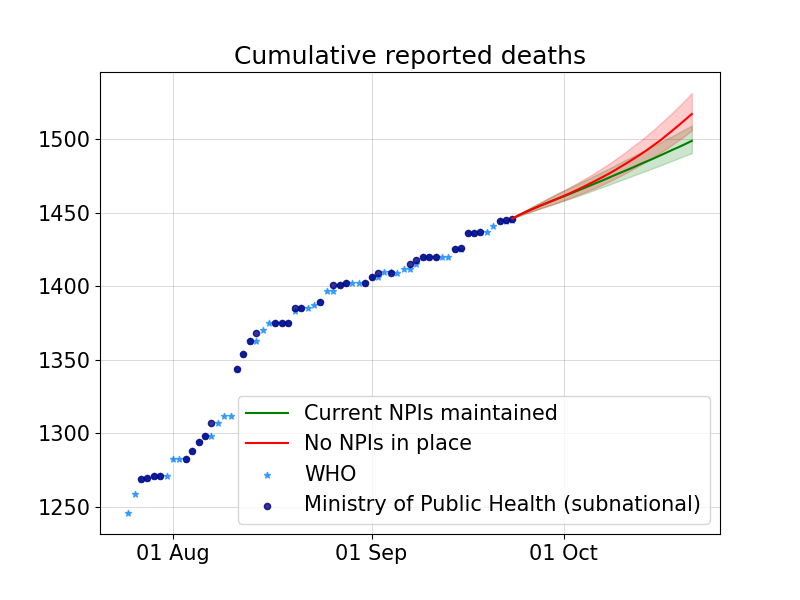 Cumulative reported deaths
1500
1450
1400
1350
1300
1250
Current NPIs maintained
No NPIs in place
WHO
Ministry of Public Health (subnational)
01 Aug
01 Sep
01 Oct